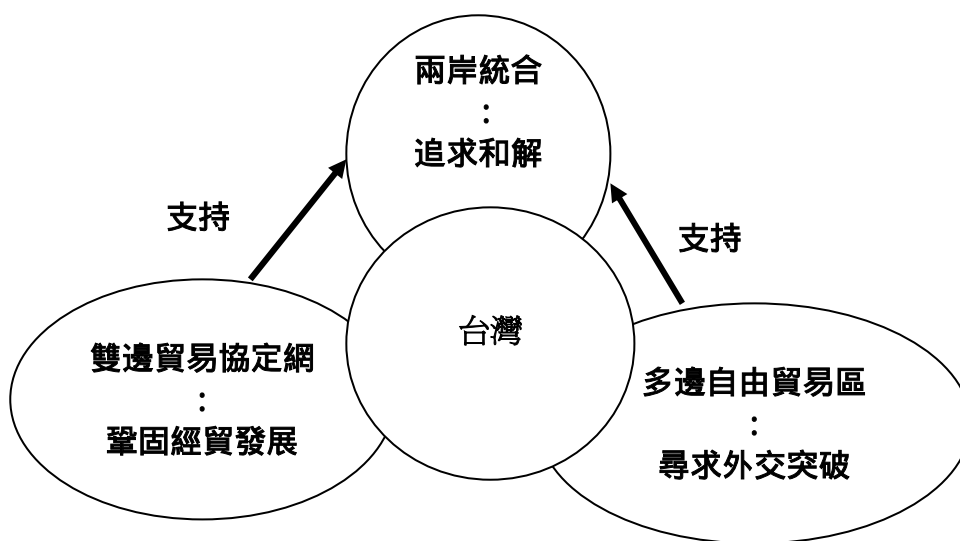 兩岸統合
：
追求和解
支持
支持
台灣
雙邊貿易協定網
：
鞏固經貿發展
多邊自由貿易區
：
尋求外交突破